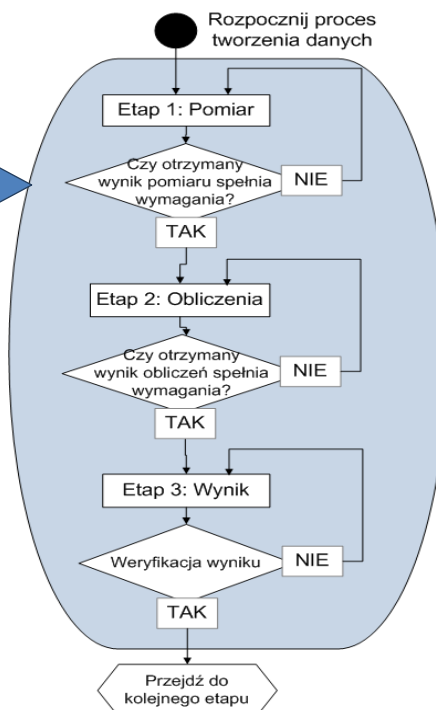 Rozpocznij proces
tworzenia danych
Etap 1: Pomiar
Czy otrzymany
wynik pomiaru spełnia
wymagania?
NIE
TAK
Etap 2: Obliczenia
Czy otrzymany
wynik obliczeń spełnia
wymagania?
NIE
TAK
Etap 3: Wynik
Weryfikacja wyniku
NIE
TAK
Przejdź do
kolejnego etapu